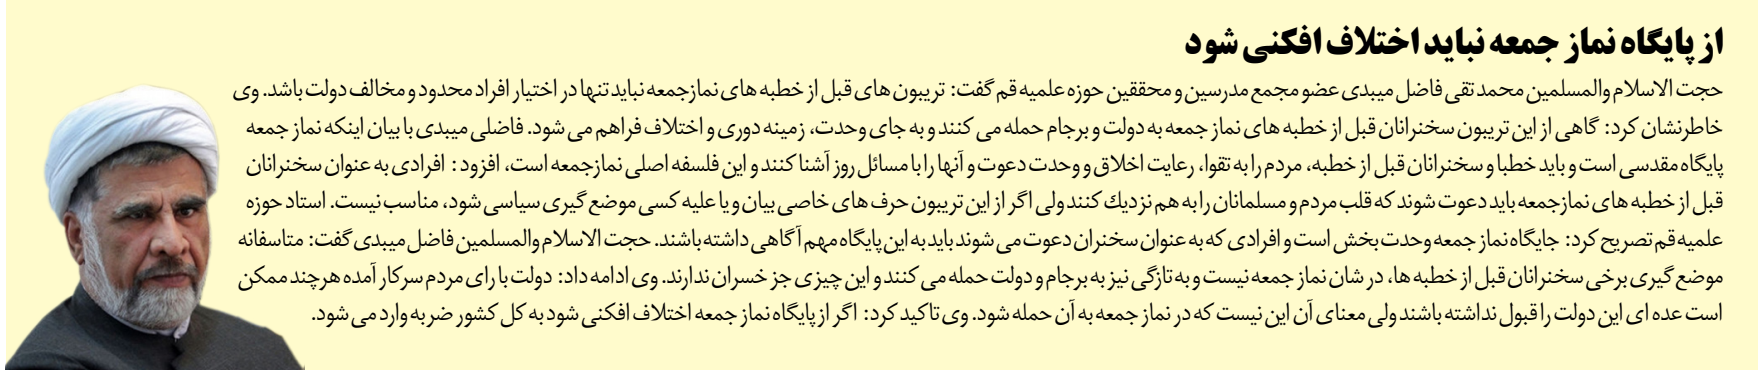 از پایگاه نماز جمعه نباید اختلاف افکنی شود
حجت الاسلام والمسلمین محمد تقی فاضل میبدی عضو مجمع مدرسین و محققین حوزه علمیه قم گفت: تریبون های قبل از خطبه های نمازجمعه نباید تنها در اختیار افراد محدود و مخالف دولت باشد. وی
خاطرنشان کرد: گاهی از این تریبون سخنرانان قبل از خطبه های نماز جمعه به دولت و برجام حمله می کنند و به جای وحدت، زمینه دوری و اختلاف فراهم می شود. فاضلی میبدی با بیان اینکه نماز جمعه
پایگاه مقدسی است و باید خطبا و سخنرانان قبل از خطبه، مردم را به تقوا، رعایت اخلاق و وحدت دعوت و آنها را با مسائل روز آشنا کنند و این فلسفه اصلی نمازجمعه است، افزود: افرادی به عنوان سخنرانان
قبل از خطبه های نمازجمعه باید دعوت شوند که قلب مردم و مسلمانان را به هم نزدیك کنند ولی اگر از این تریبون حرف های خاصی بیان و یا علیه کسی موضع گیری سیاسی شود، مناسب نیست. استاد حوزه
علمیه قم تصریح کرد: جایگاه نماز جمعه وحدت بخش است و افرادی که به عنوان سخنران دعوت می شوند باید به این پایگاه مهم آگاهی داشته باشند. حجت الاسلام والمسلمین فاضل میبدی گفت: متاسفانه
موضع گیری برخی سخنرانان قبل از خطبه ها، در شان نماز جمعه نیست و به تازگی نیز به برجام و دولت حمله می کنند و این چیزی جز خسران ندارند. وی ادامه داد: دولت با رای مردم سرکار آمده هرچند ممکن
است عده ای این دولت را قبول نداشته باشند ولی معنای آن این نیست که در نماز جمعه به آن حمله شود. وی تاکید کرد: اگر از پایگاه نماز جمعه اختلاف افکنی شود به کل کشور ضربه وارد می شود.